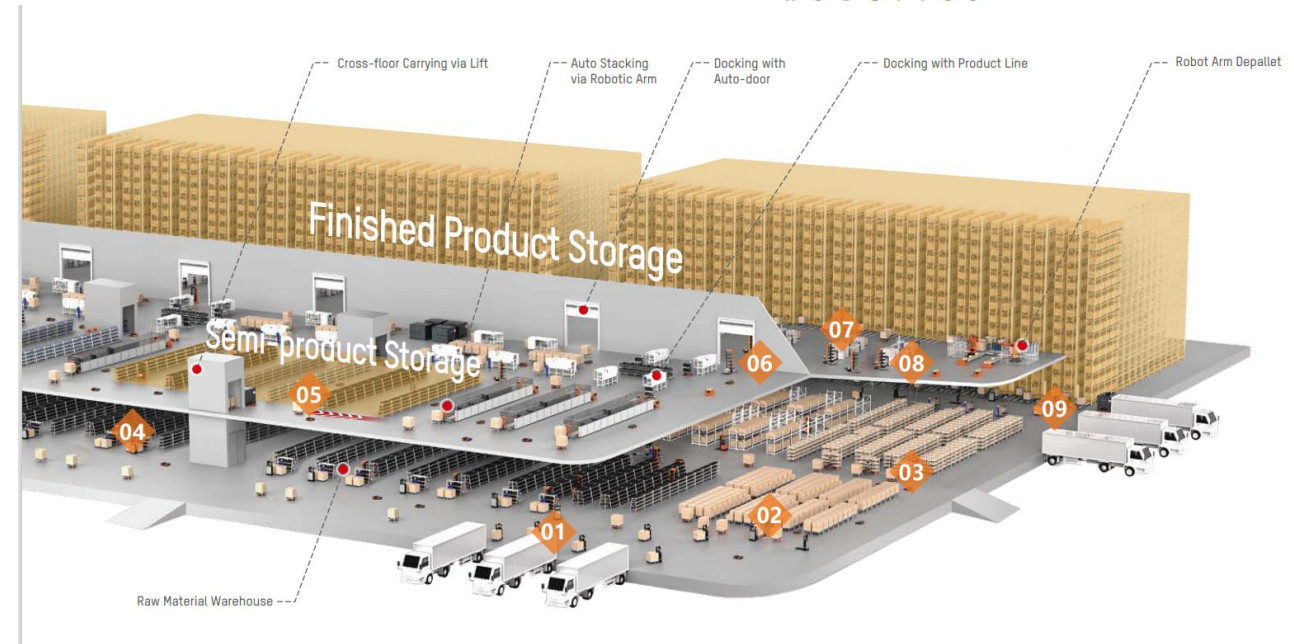 Cross-floor Carrying via Lift
Auto Stacking
via Robotic Arm
Docking with
Auto-door
Docking with Product Line
Robot Arm Depallet
Finished Product Storage
Semi-product Storage
07
06
08
05
09
04
03
02
01
Raw Material Warehouse